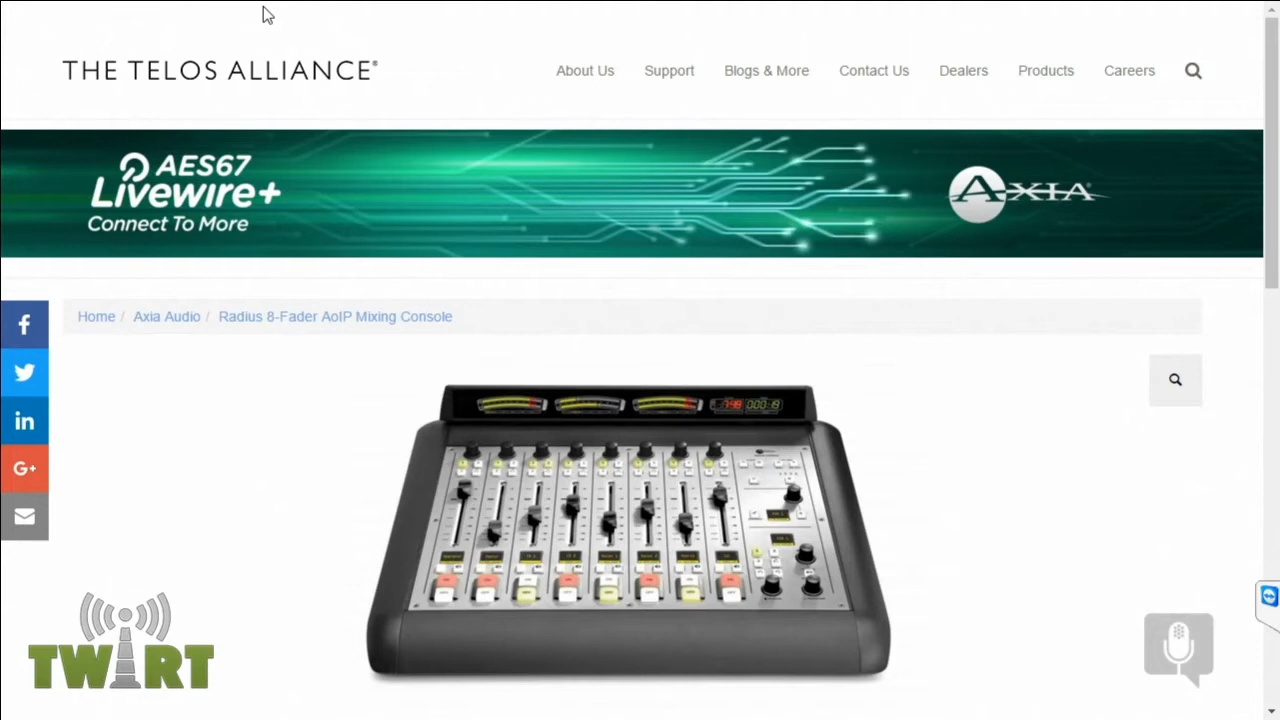 THE TELOS ALLIANCE®
About Us Support Blogs & More Contact Us Dealers Products Careers
AES67
Livewire+
Connect To More
AXIA®
f
in
G+
Home / Axia Audio / Radius 8-Fader AoIP Mixing Console
TWiRT